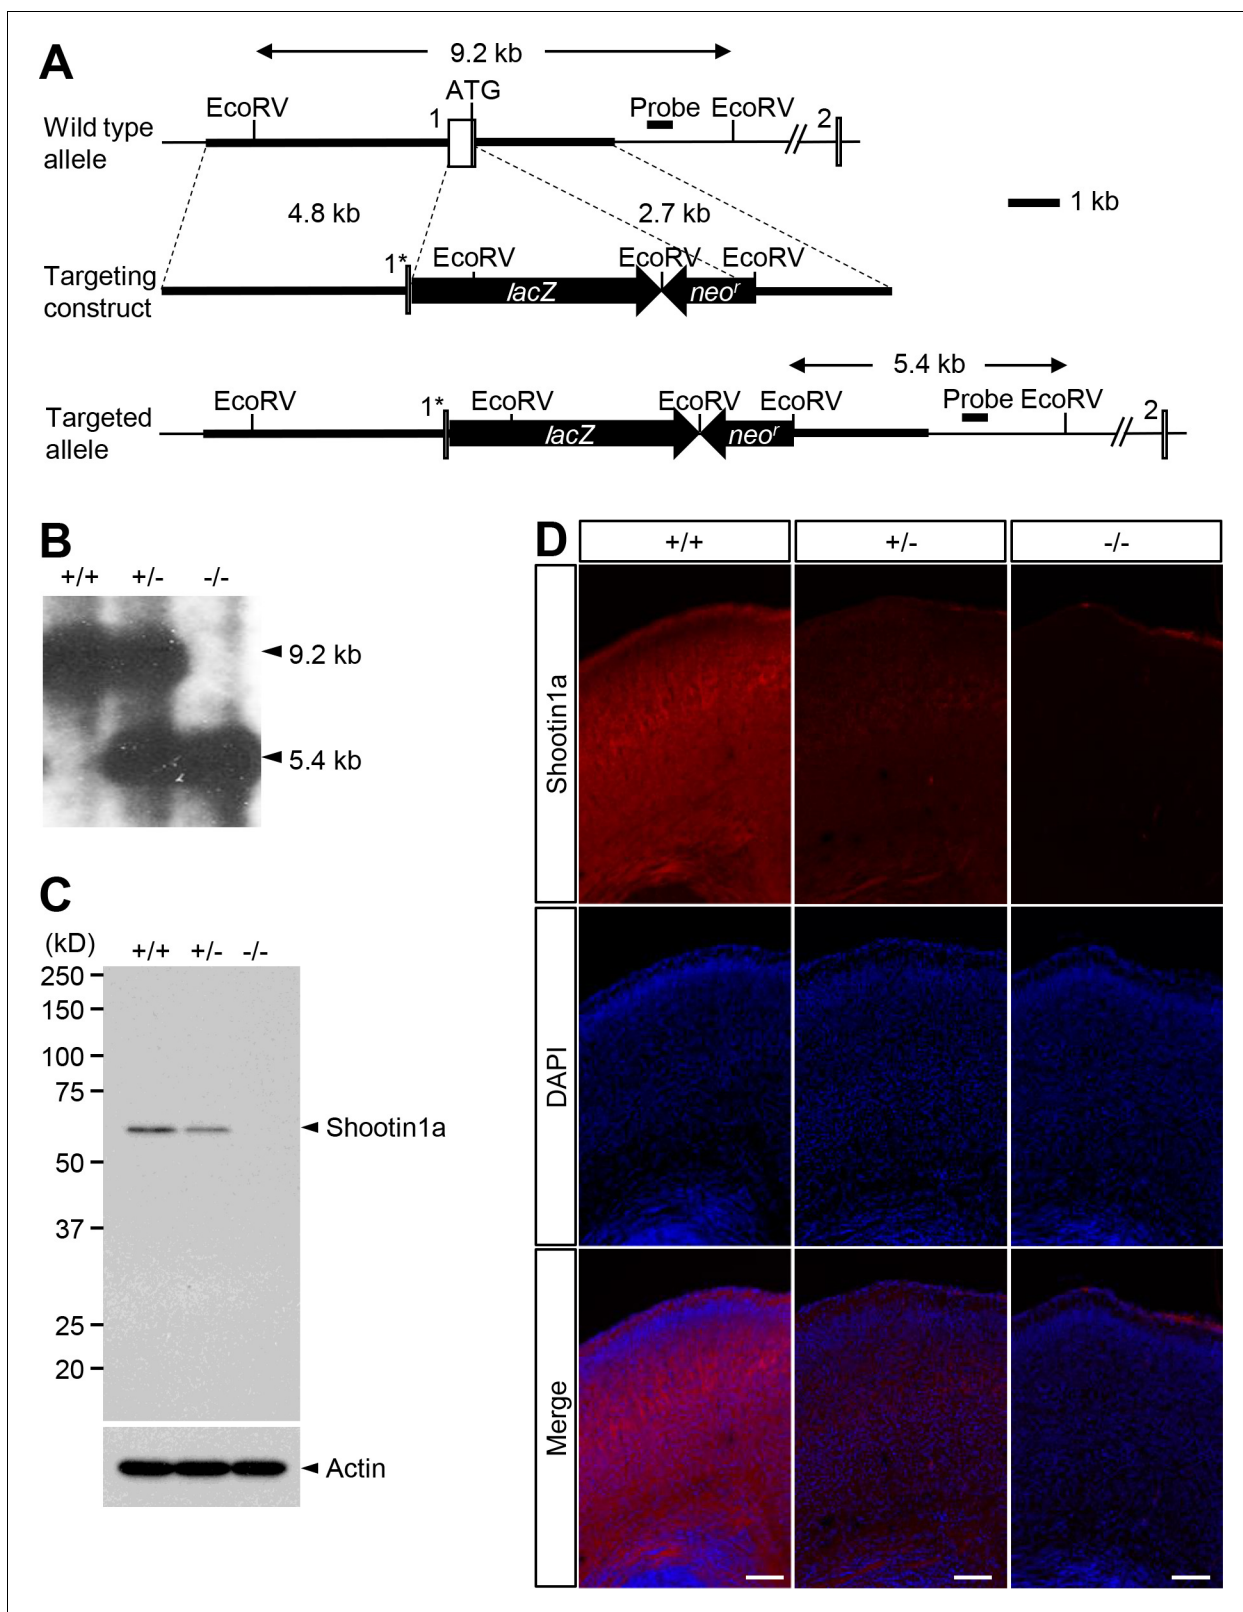 A
9.2 kb
ATG
EcoRV
1
Probe
EcoRV
2
Wild type
allele
4.8 kb
2.7 kb
1 kb
1*
EcoRV
EcoRV
EcoRV
Targeting
construct
lacZ
neoʳ
5.4 kb
EcoRV
1*
EcoRV
EcoRV
EcoRV
Probe
EcoRV
2
Targeted
allele
lacZ
neoʳ
B
+/+ +/- -/-
9.2 kb
5.4 kb
C
(kD)
+/+ +/- -/-
250
150
100
75
Shootin1a
50
37
25
20
Actin
D
+/+
+/-
-/-
Shootin1a
DAPI
Merge